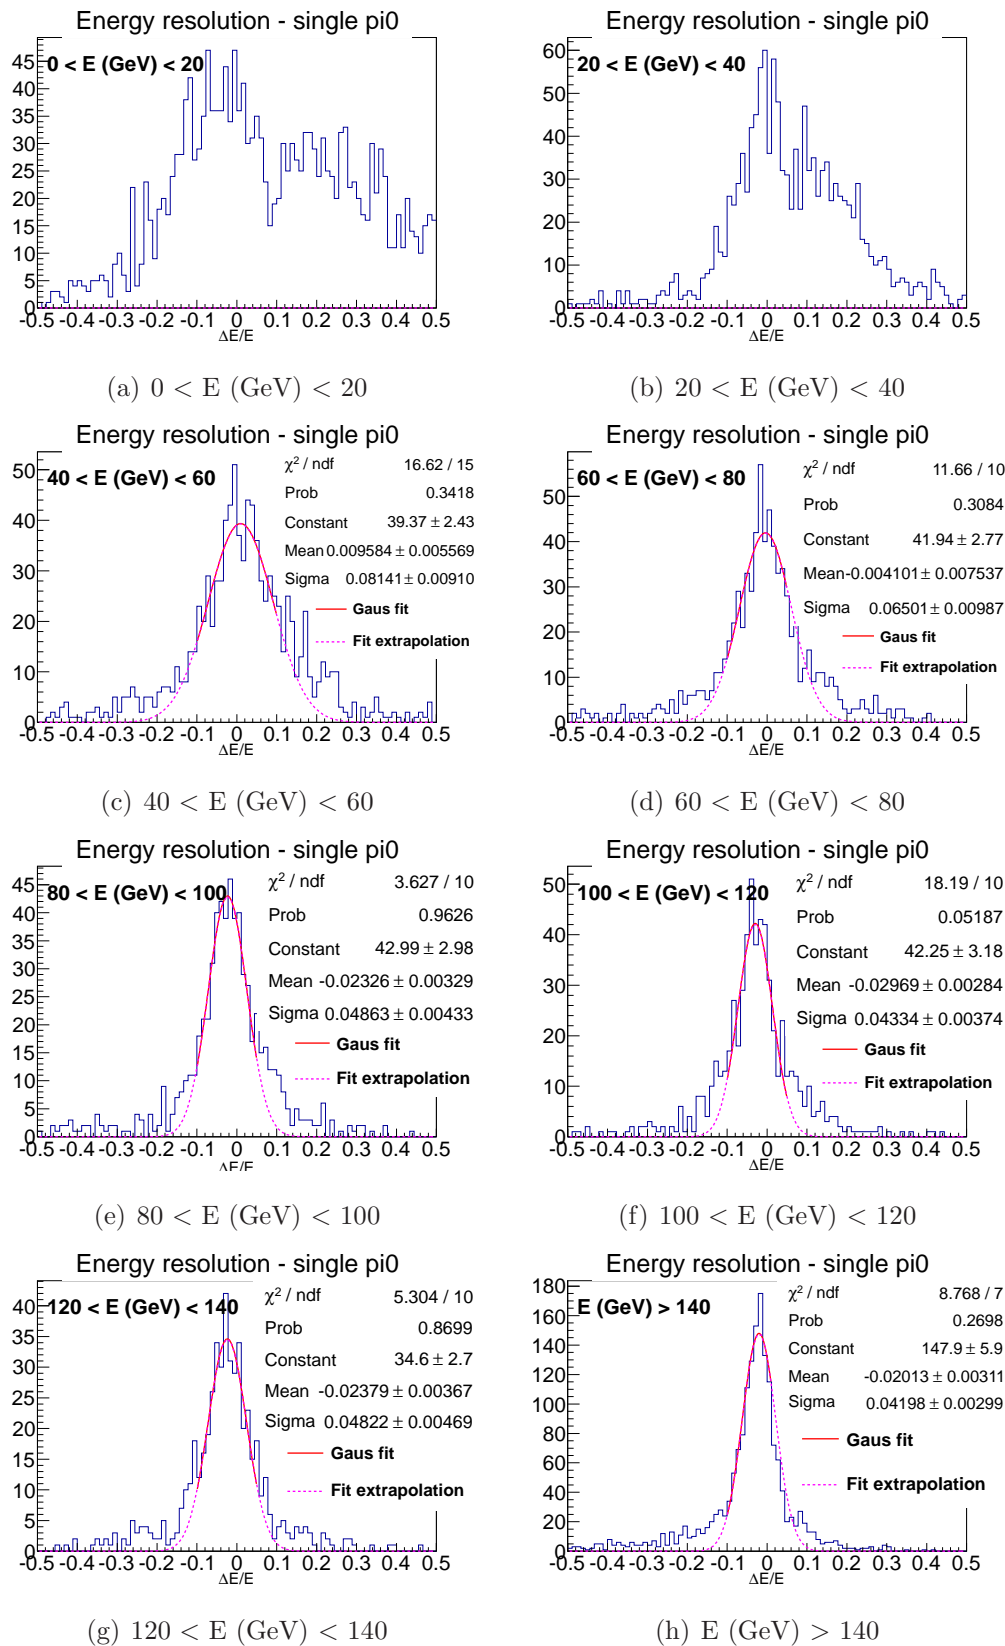 Energy resolution - single pi0
0 < E (GeV) < 20
45
40
35
30
25
20
15
10
5
0
-0.5 -0.4 -0.3 -0.2 -0.1 0 0.1 0.2 0.3 0.4 0.5
ΔE/E
(a) 0 < E (GeV) < 20
Energy resolution - single pi0
20 < E (GeV) < 40
60
50
40
30
20
10
0
-0.5 -0.4 -0.3 -0.2 -0.1 0 0.1 0.2 0.3 0.4 0.5
ΔE/E
(b) 20 < E (GeV) < 40
Energy resolution - single pi0
40 < E (GeV) < 60
χ² / ndf 16.62 / 15
Prob 0.3418
Constant 39.37 ± 2.43
Mean 0.009584 ± 0.005569
Sigma 0.08141 ± 0.00910
Gaus fit
Fit extrapolation
50
40
30
20
10
0
-0.5 -0.4 -0.3 -0.2 -0.1 0 0.1 0.2 0.3 0.4 0.5
ΔE/E
(c) 40 < E (GeV) < 60
Energy resolution - single pi0
60 < E (GeV) < 80
χ² / ndf 11.66 / 10
Prob 0.3084
Constant 41.94 ± 2.77
Mean -0.004101 ± 0.007537
Sigma 0.06501 ± 0.00987
Gaus fit
Fit extrapolation
50
40
30
20
10
0
-0.5 -0.4 -0.3 -0.2 -0.1 0 0.1 0.2 0.3 0.4 0.5
ΔE/E
(d) 60 < E (GeV) < 80
Energy resolution - single pi0
80 < E (GeV) < 100
χ² / ndf 3.627 / 10
Prob 0.9626
Constant 42.99 ± 2.98
Mean -0.02326 ± 0.00329
Sigma 0.04863 ± 0.00433
Gaus fit
Fit extrapolation
45
40
35
30
25
20
15
10
5
0
-0.5 -0.4 -0.3 -0.2 -0.1 0 0.1 0.2 0.3 0.4 0.5
ΔE/E
(e) 80 < E (GeV) < 100
Energy resolution - single pi0
100 < E (GeV) < 120
χ² / ndf 18.19 / 10
Prob 0.05187
Constant 42.25 ± 3.18
Mean -0.02969 ± 0.00284
Sigma 0.04334 ± 0.00374
Gaus fit
Fit extrapolation
50
40
30
20
10
0
-0.5 -0.4 -0.3 -0.2 -0.1 0 0.1 0.2 0.3 0.4 0.5
ΔE/E
(f) 100 < E (GeV) < 120
Energy resolution - single pi0
120 < E (GeV) < 140
χ² / ndf 5.304 / 10
Prob 0.8699
Constant 34.6 ± 2.7
Mean -0.02379 ± 0.00367
Sigma 0.04822 ± 0.00469
Gaus fit
Fit extrapolation
40
35
30
25
20
15
10
5
0
-0.5 -0.4 -0.3 -0.2 -0.1 0 0.1 0.2 0.3 0.4 0.5
ΔE/E
(g) 120 < E (GeV) < 140
Energy resolution - single pi0
E (GeV) > 140
χ² / ndf 8.768 / 7
Prob 0.2698
Constant 147.9 ± 5.9
Mean -0.02013 ± 0.00311
Sigma 0.04198 ± 0.00299
Gaus fit
Fit extrapolation
180
160
140
120
100
80
60
40
20
0
-0.5 -0.4 -0.3 -0.2 -0.1 0 0.1 0.2 0.3 0.4 0.5
ΔE/E
(h) E (GeV) > 140